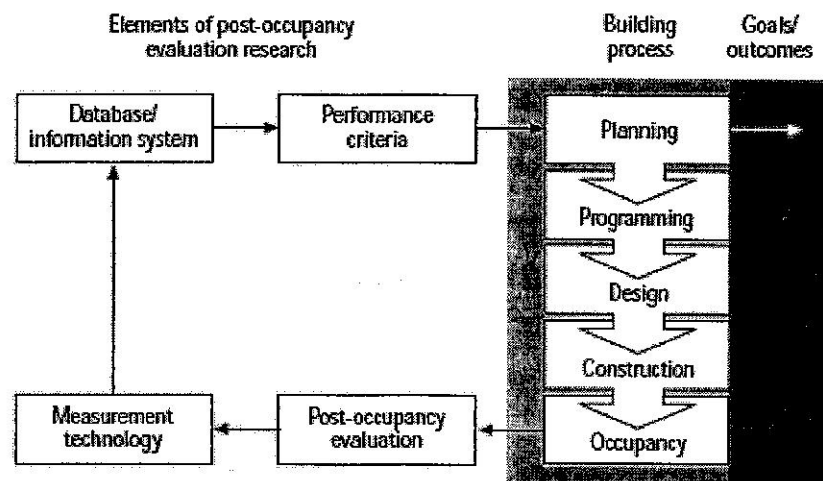 Elements of post-occupancy
evaluation research
Building
process
Goals/
outcomes
Database/
information system
Performance
criteria
Planning
Programming
Design
Construction
Measurement
technology
Post-occupancy
evaluation
Occupancy